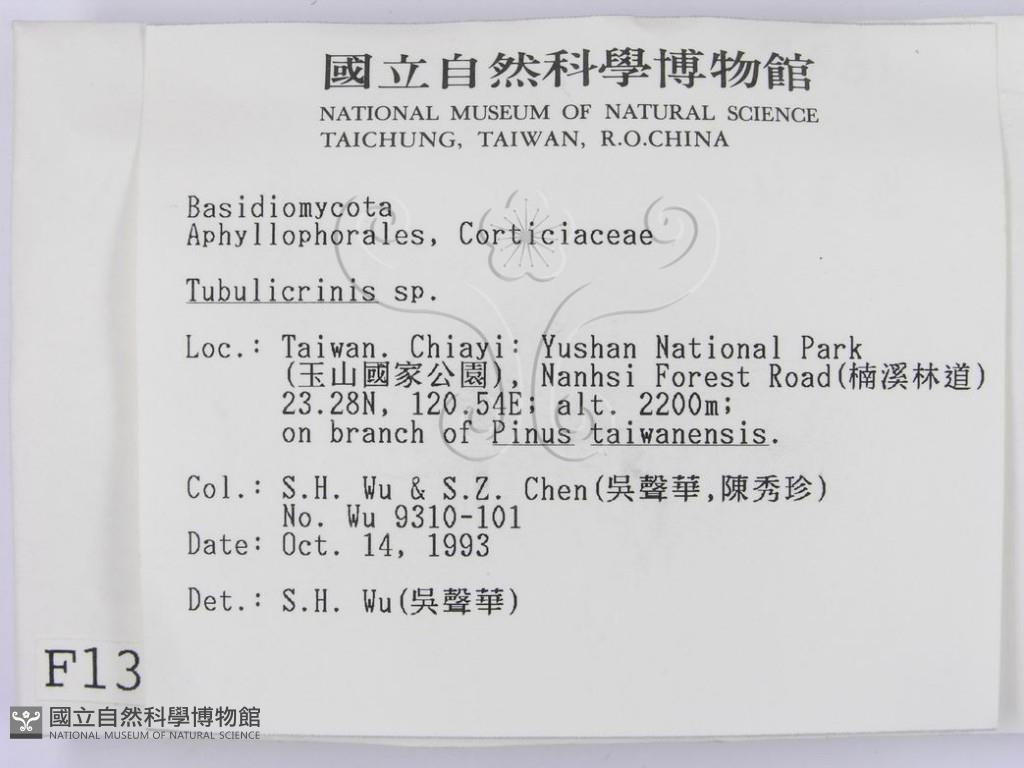 國立自然科學博物館
NATIONAL MUSEUM OF NATURAL SCIENCE
TAICHUNG, TAIWAN, R.O.CHINA
Basidiomycota
Aphyllophorales, Corticiaceae
Tubulicrinis sp.
Loc.: Taiwan. Chiayi: Yushan National Park
(玉山國家公園), Nanhsi Forest Road(楠溪林道)
23.28N, 120.54E; alt. 2200m;
on branch of Pinus taiwanensis.
Col.: S.H. Wu & S.Z. Chen(吳聲華,陳秀珍)
No. Wu 9310-101
Date: Oct. 14, 1993
Det.: S.H. Wu(吳聲華)
F13
國立自然科學博物館
NATIONAL MUSEUM OF NATURAL SCIENCE